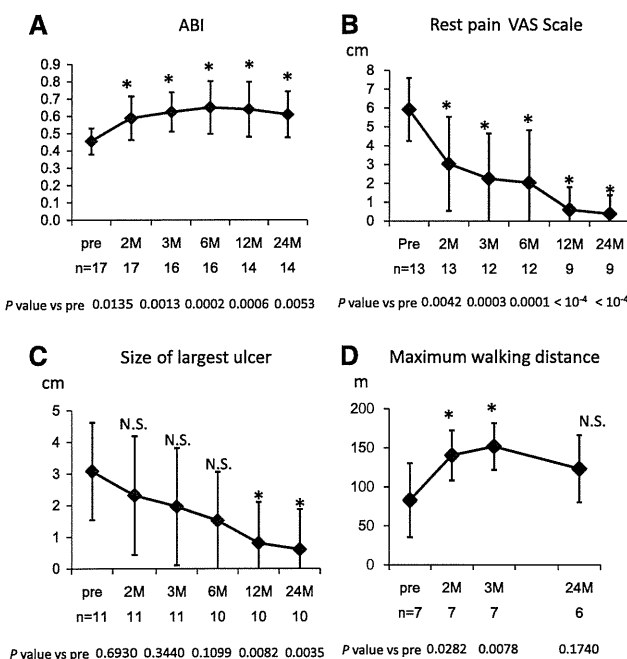 A
ABI
0.9
0.8
0.7
0.6
0.5
0.4
0.3
0.2
0.1
0.0
* * * * *
pre 2M 3M 6M 12M 24M
n=17 17 16 16 14 14
P value vs pre 0.0135 0.0013 0.0002 0.0006 0.0053
B
Rest pain VAS Scale
cm
8
7
6
5
4
3
2
1
0
* * * * *
Pre 2M 3M 6M 12M 24M
n=13 13 12 12 9 9
P value vs pre 0.0042 0.0003 0.0001 < 10-4 < 10-4
C
Size of largest ulcer
cm
5
4
3
2
1
0
N.S. N.S. N.S. * *
pre 2M 3M 6M 12M 24M
n=11 11 11 10 10 10
P value vs pre 0.6930 0.3440 0.1099 0.0082 0.0035
D
Maximum walking distance
m
200
150
100
50
0
* * N.S.
pre 2M 3M 24M
n=7 7 7 6
P value vs pre 0.0282 0.0078 0.1740